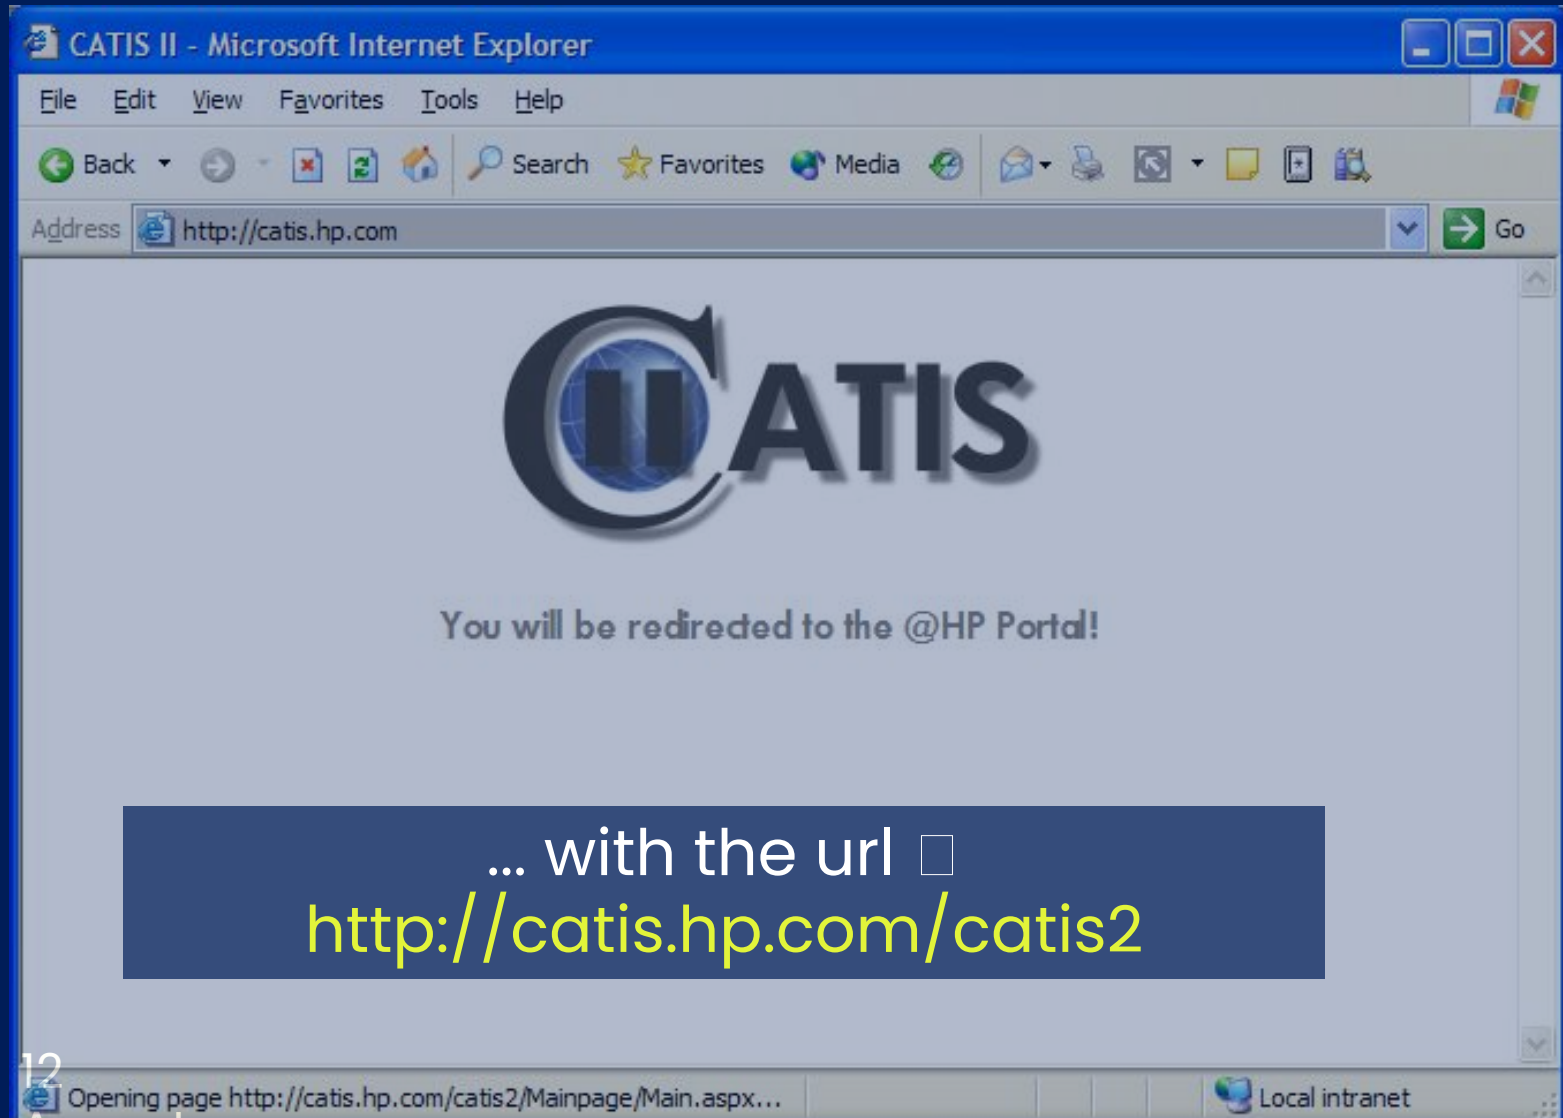 CATIS II - Microsoft Internet Explorer
File Edit View Favorites Tools Help
Back Search Favorites Media
Address http://catis.hp.com Go
CII ATIS
You will be redirected to the @HP Portal!
... with the url □
http://catis.hp.com/catis2
12
Opening page http://catis.hp.com/catis2/Mainpage/Main.aspx... Local intranet